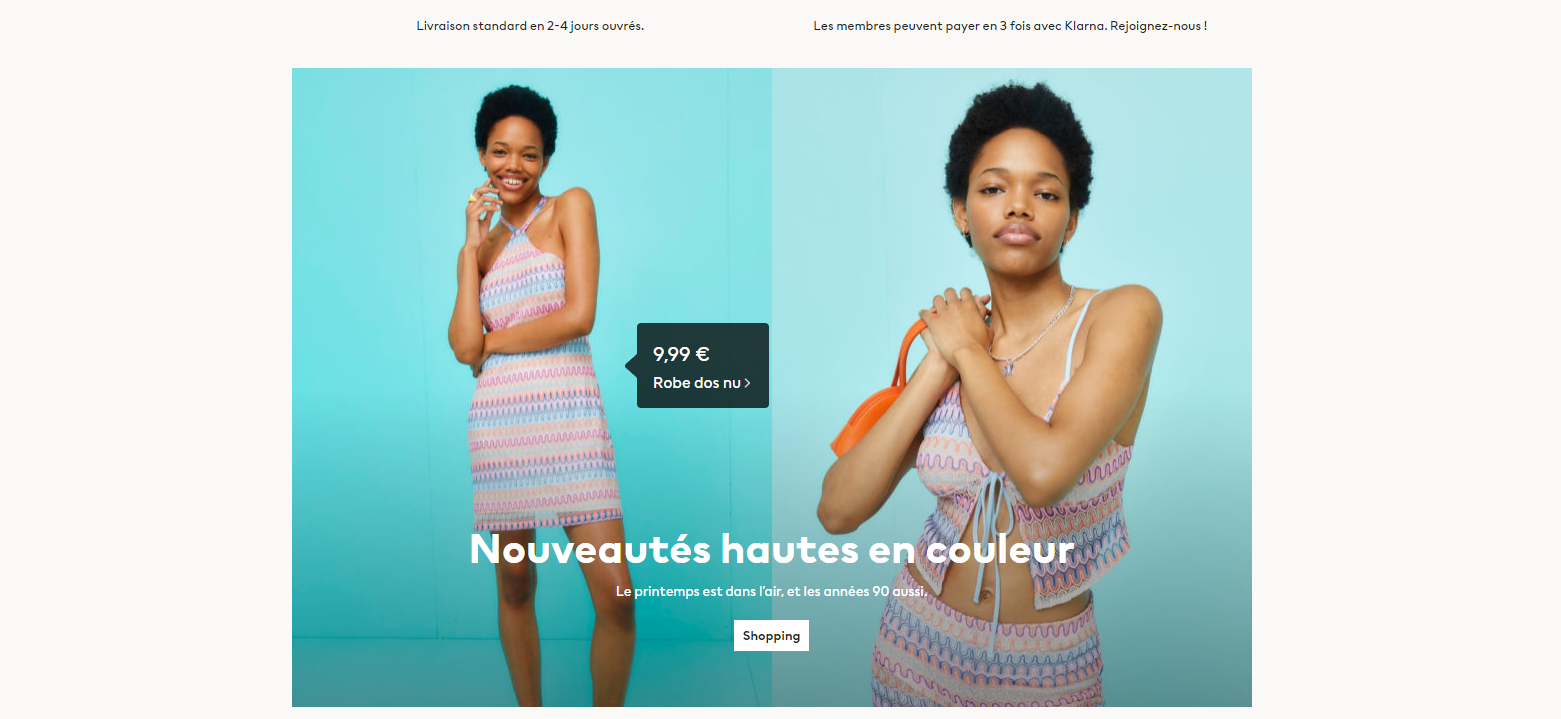 Livraison standard en 2-4 jours ouvrés.
Les membres peuvent payer en 3 fois avec Klarna. Rejoignez-nous !
9,99 €
Robe dos nu >
Nouveautés hautes en couleur
Le printemps est dans l'air, et les années 90 aussi.
Shopping